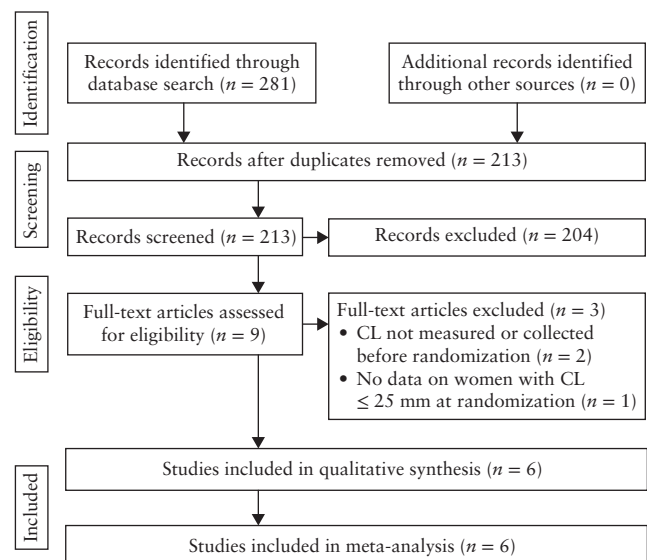 Identification
Records identified through
database search (n = 281)
Additional records identified
through other sources (n = 0)
Screening
Records after duplicates removed (n = 213)
Records screened (n = 213)
Records excluded (n = 204)
Eligibility
Full-text articles assessed
for eligibility (n = 9)
Full-text articles excluded (n = 3)
• CL not measured or collected
before randomization (n = 2)
• No data on women with CL
≤ 25 mm at randomization (n = 1)
Included
Studies included in qualitative synthesis (n = 6)
Studies included in meta-analysis (n = 6)